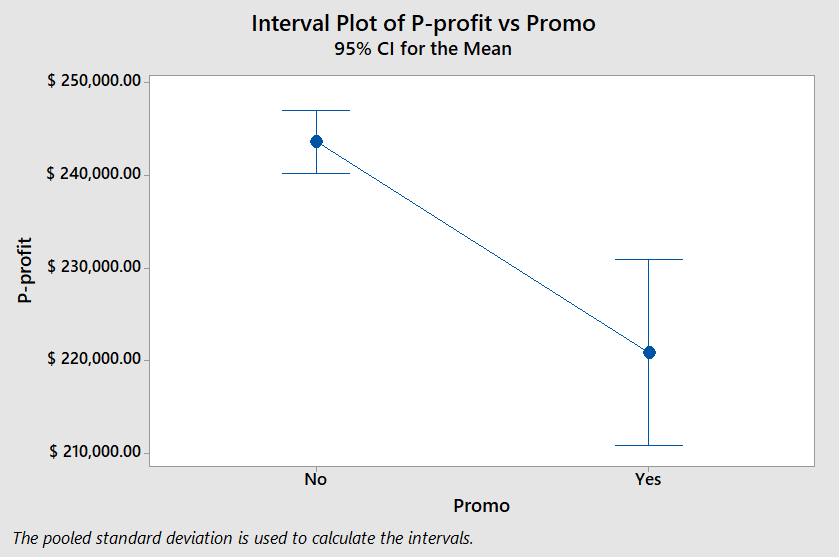 Interval Plot of P-profit vs Promo
95% CI for the Mean
$ 250,000.00
$ 240,000.00
$ 230,000.00
$ 220,000.00
$ 210,000.00
P-profit
No
Yes
Promo
The pooled standard deviation is used to calculate the intervals.